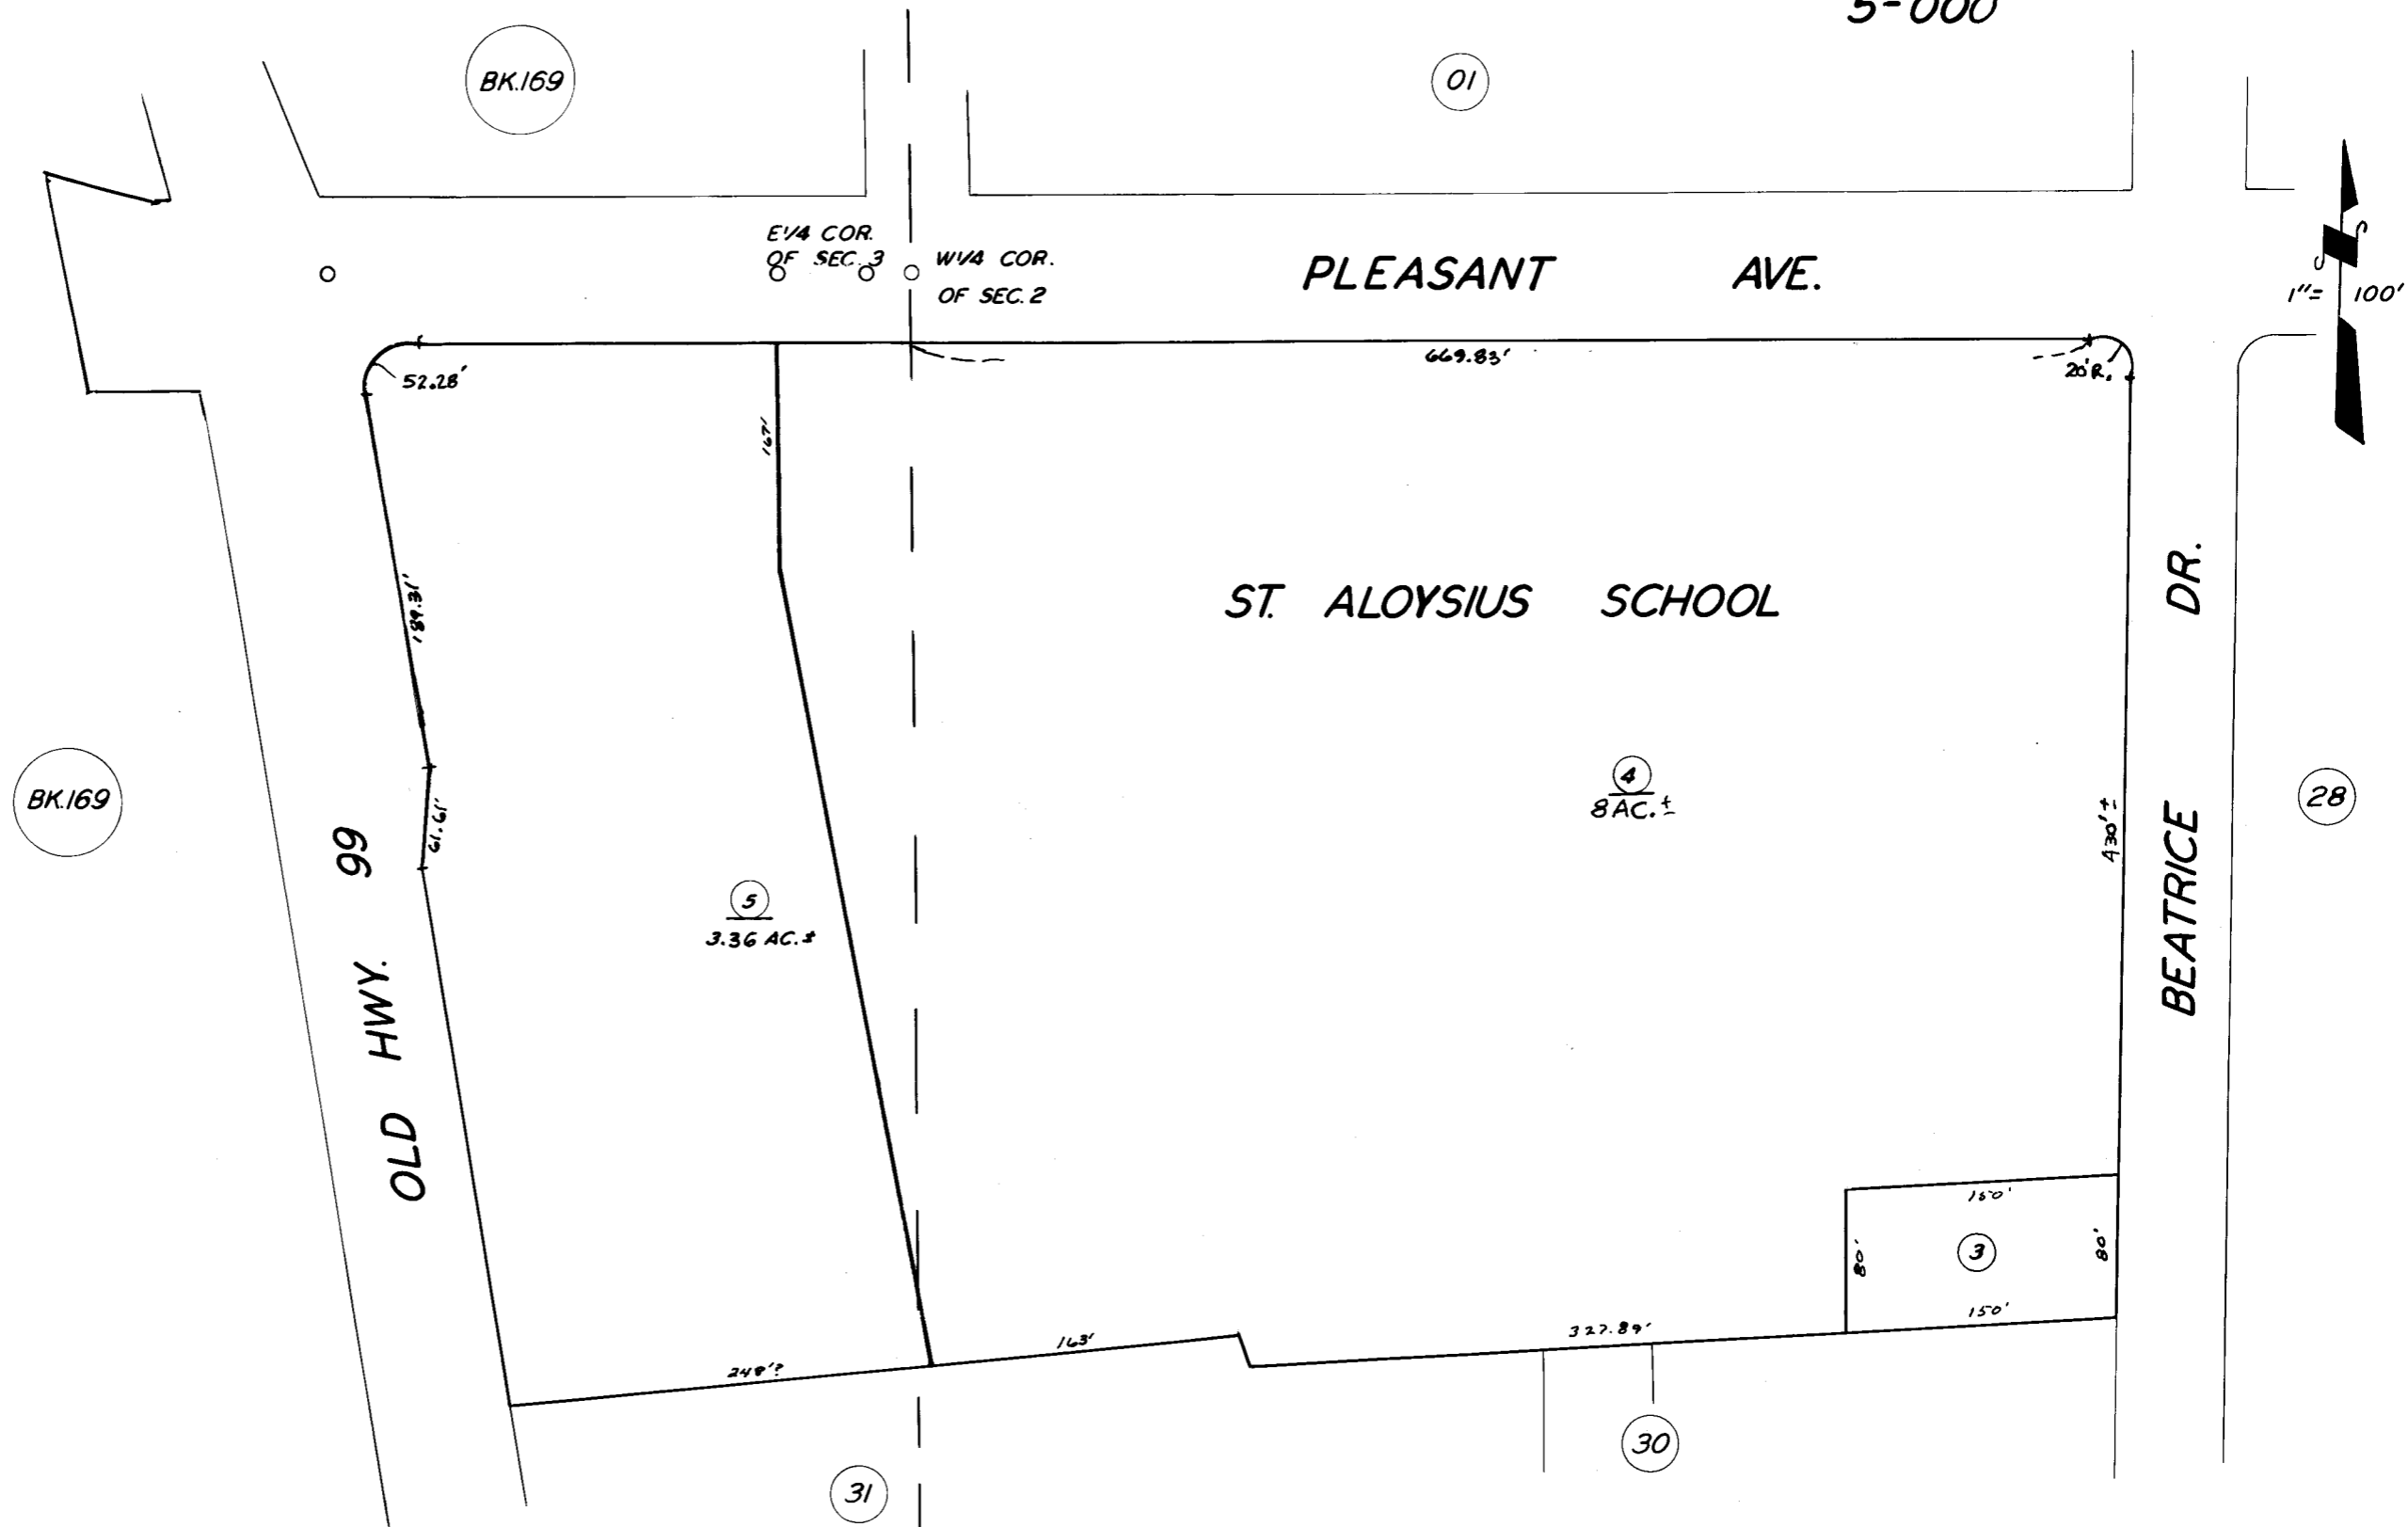 5-000
BK.169
01
E1/4 COR.
OF SEC. 3
W1/4 COR.
OF SEC. 2
PLEASANT AVE.
1"= 100'
52.28'
669.83'
20'R.
167'
189.31'
ST. ALOYSIUS SCHOOL
DR.
BK.169
61.61'
4
8 AC.±
430'±
28
OLD HWY. 99
5
3.36 AC.±
BEATRICE
150'
80'
3
80'
150'
163'
327.89'
248'?
30
31